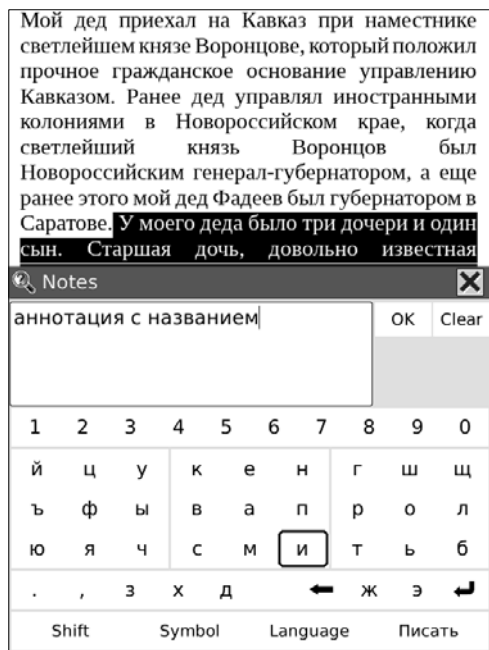 Мой дед приехал на Кавказ при наместнике
светлейшем князе Воронцове, который положил
прочное гражданское основание управлению
Кавказом. Ранее дед управлял иностранными
колониями в Новороссийском крае, когда
светлейший князь Воронцов был
Новороссийским генерал-губернатором, а еще
ранее этого мой дед Фадеев был губернатором в
Саратове. У моего деда было три дочери и один
сын. Старшая дочь, довольно известная
Notes
аннотация с названием
OK Clear
1 2 3 4 5 6 7 8 9 0
й ц у к е н г ш щ
ъ ф ы в а п р о л
ю я ч с м и т ь б
. , з х д ж э
Shift Symbol Language Писать